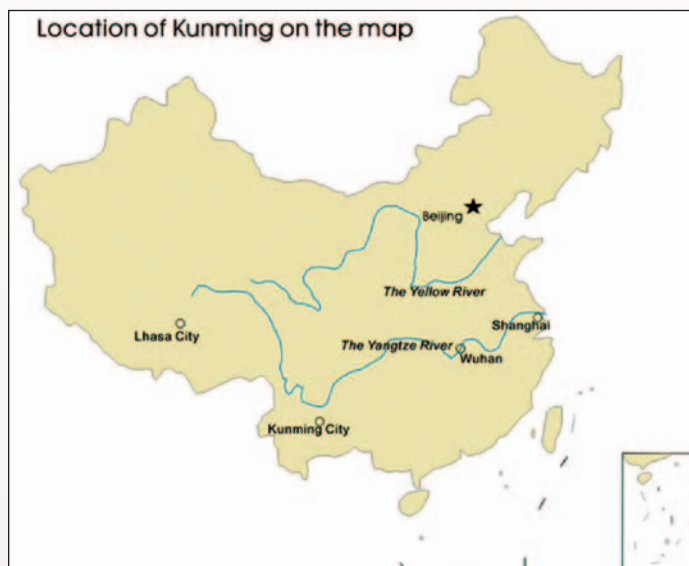 Location of Kunming on the map
Beijing
The Yellow River
Shanghai
Lhasa City
The Yangtze River
Wuhan
Kunming City